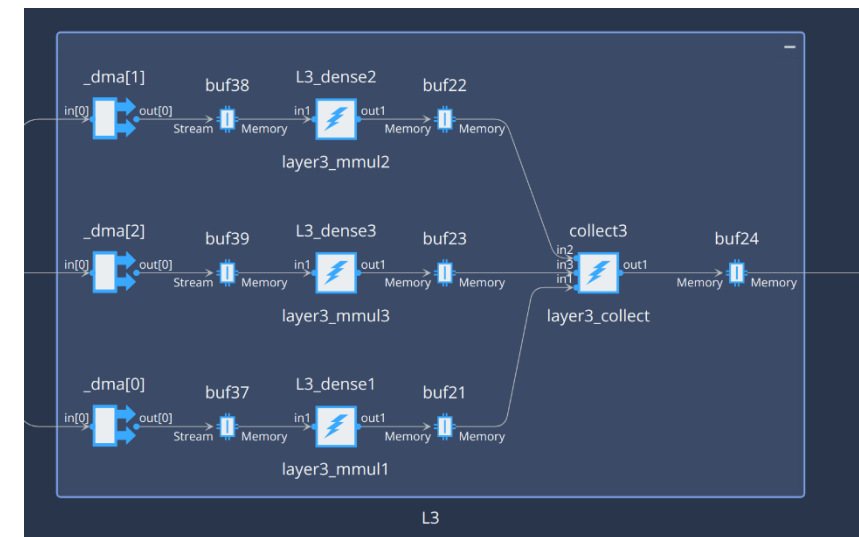 _dma[1]
buf38
L3_dense2
buf22
in[0]
out[0]
Stream
Memory
in1
out1
Memory
Memory
layer3_mmul2
_dma[2]
buf39
L3_dense3
buf23
collect3
buf24
in[0]
out[0]
Stream
Memory
in1
out1
Memory
Memory
in2
in3
in1
out1
Memory
Memory
layer3_mmul3
layer3_collect
_dma[0]
buf37
L3_dense1
buf21
in[0]
out[0]
Stream
Memory
in1
out1
Memory
Memory
layer3_mmul1
L3